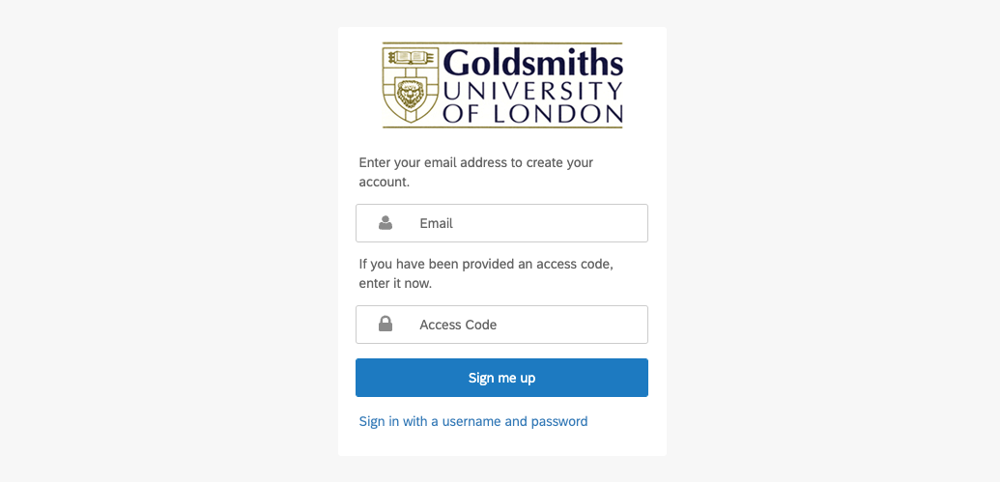 Goldsmiths
UNIVERSITY
OF LONDON
Enter your email address to create your
account.
Email
If you have been provided an access code,
enter it now.
Access Code
Sign me up
Sign in with a username and password